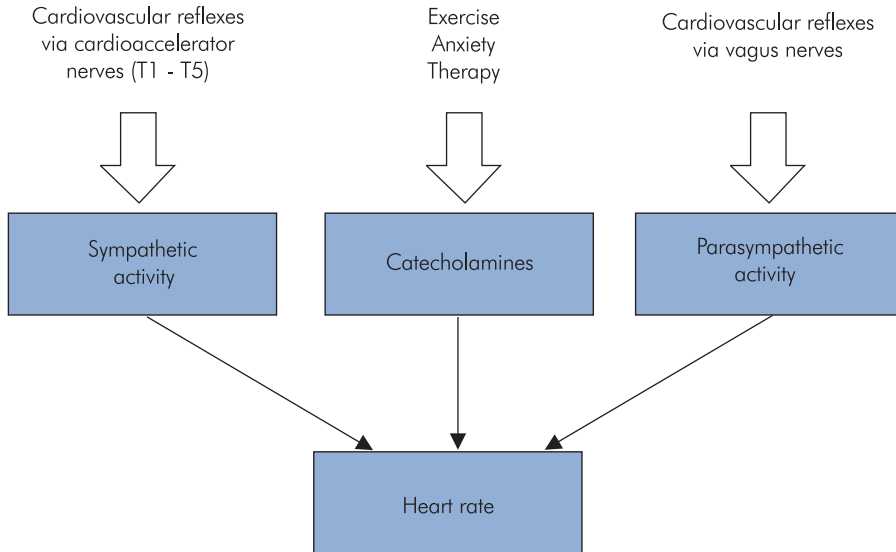 Cardiovascular reflexes
via cardioaccelerator
nerves (T1 - T5)
Exercise
Anxiety
Therapy
Cardiovascular reflexes
via vagus nerves
Sympathetic
activity
Catecholamines
Parasympathetic
activity
Heart rate